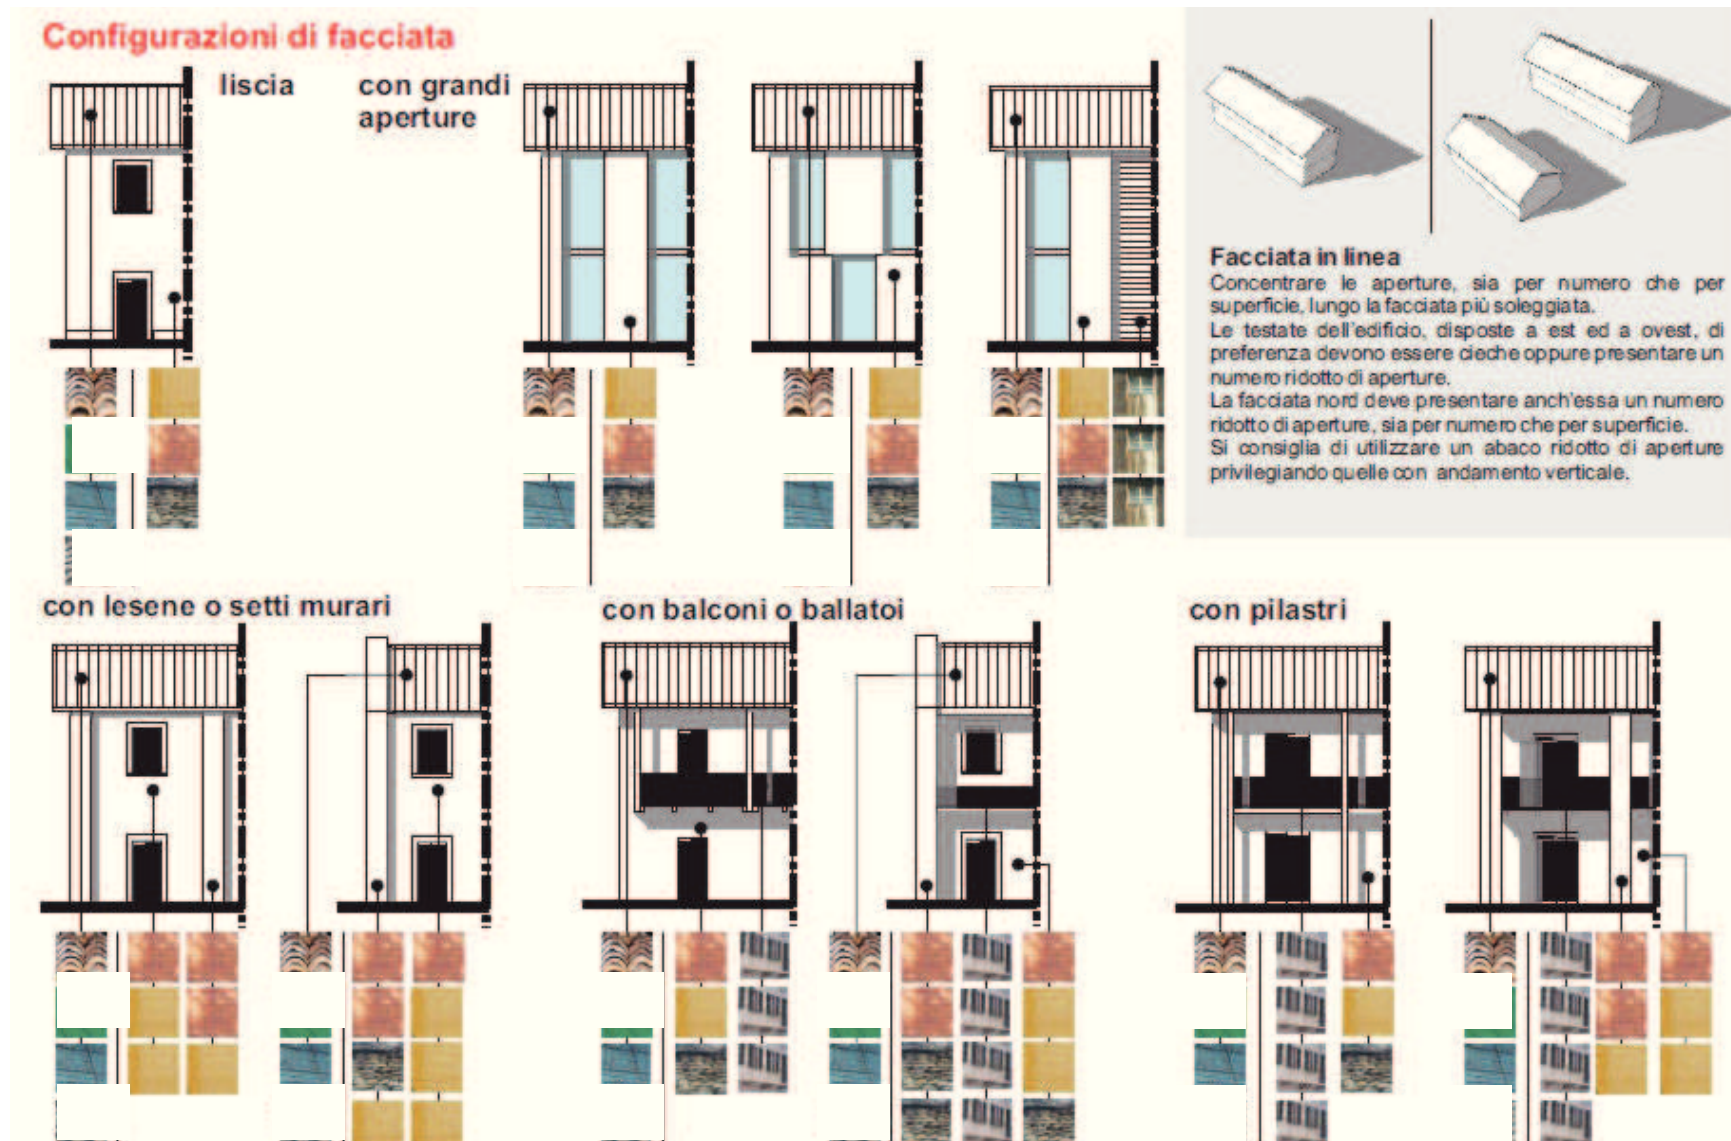 Configurazioni di facciata
liscia
con grandi
aperture
Facciata in linea
Concentrare le aperture, sia per numero che per
superficie, lungo la facciata più soleggiata.
Le testate dell'edificio, disposte a est ed a ovest, di
preferenza devono essere cieche oppure presentare un
numero ridotto di aperture.
La facciata nord deve presentare anch'essa un numero
ridotto di aperture, sia per numero che per superficie.
Si consiglia di utilizzare un abaco ridotto di aperture
privilegiando quelle con andamento verticale.
con lesene o setti murari
con balconi o ballatoi
con pilastri